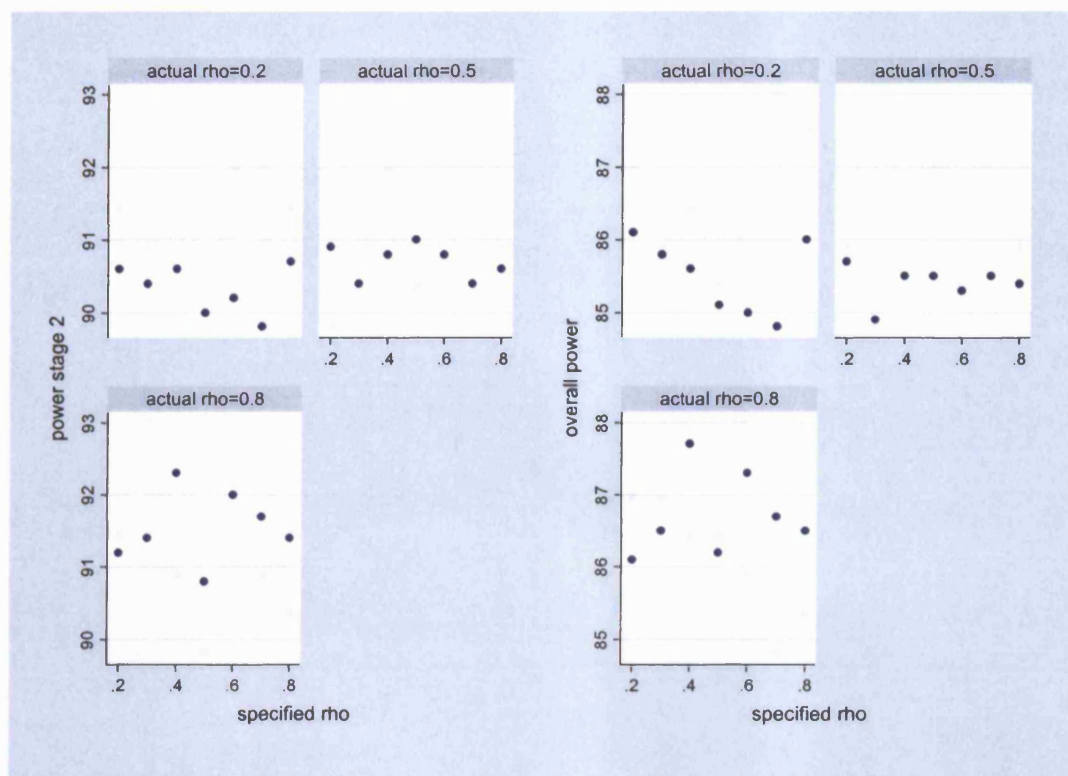 actual rho=0.2
actual rho=0.5
93
92
91
90
power stage 2
.2 .4 .6 .8
actual rho=0.8
93
92
91
90
.2 .4 .6 .8
specified rho
actual rho=0.2
actual rho=0.5
88
87
86
85
overall power
.2 .4 .6 .8
actual rho=0.8
88
87
86
85
.2 .4 .6 .8
specified rho